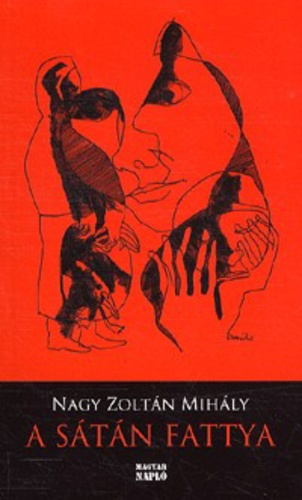 NAGY ZOLTÁN MIHÁLY
A SÁTÁN FATTYA
MAGYAR
NAPLÓ